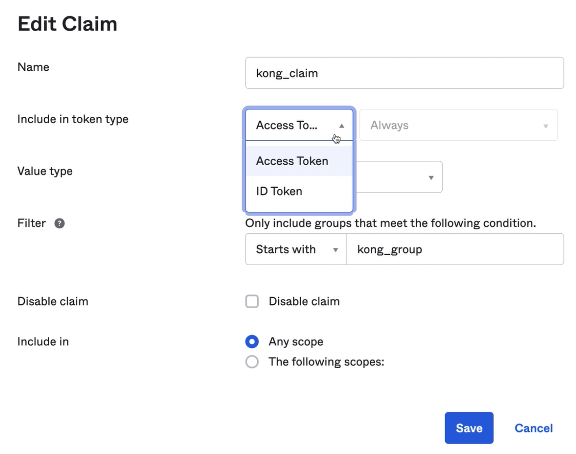 Edit Claim
Name
kong_claim
Include in token type
Access To...
Always
Access Token
ID Token
Value type
Filter
Only include groups that meet the following condition.
Starts with
kong_group
Disable claim
Disable claim
Include in
Any scope
The following scopes:
Save
Cancel